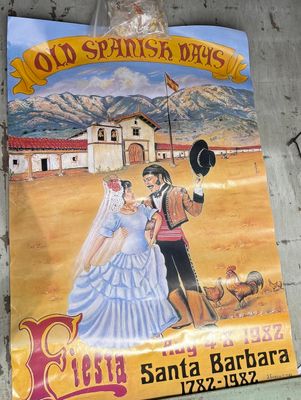 OLD SPANISH DAYS
Fiesta
Aug 4-8 1982
Santa Barbara
1782-1982